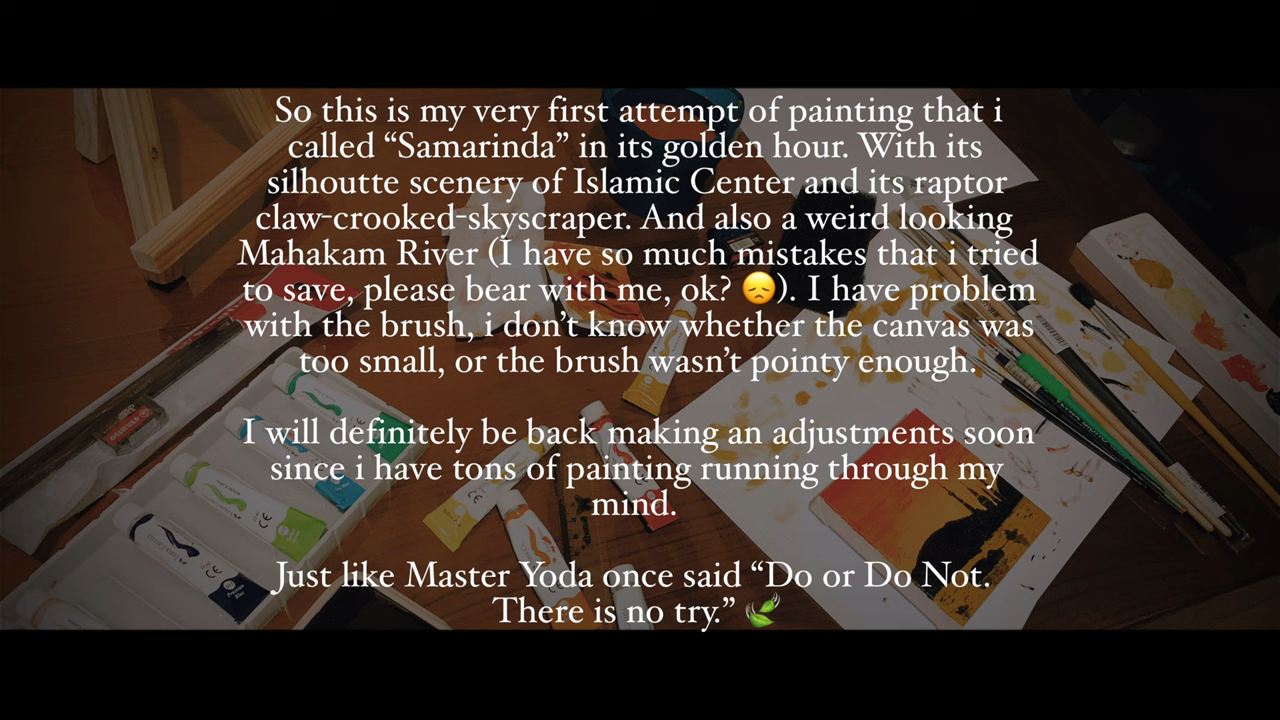 So this is my very first attempt of painting that i
called “Samarinda” in its golden hour. With its
silhoutte scenery of Islamic Center and its raptor
claw-crooked-skyscraper. And also a weird looking
Mahakam River (I have so much mistakes that i tried
to save, please bear with me, ok? 😞). I have problem
with the brush, i don’t know whether the canvas was
too small, or the brush wasn’t pointy enough.
I will definitely be back making an adjustments soon
since i have tons of painting running through my
mind.
Just like Master Yoda once said “Do or Do Not.
There is no try.” 🍃